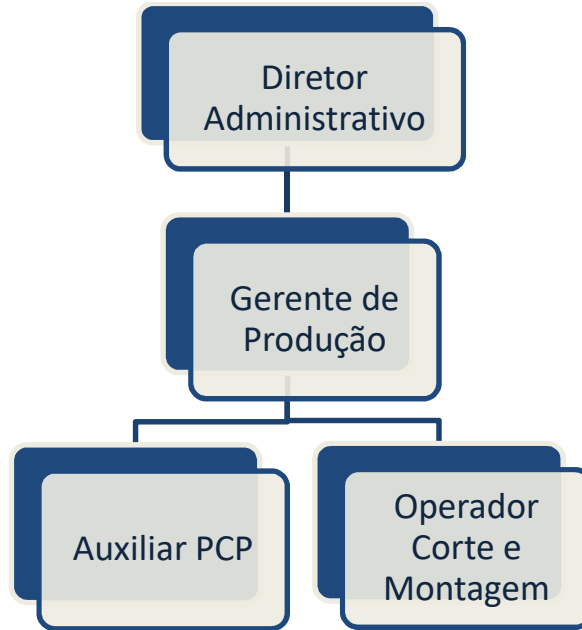 Diretor
Administrativo
Gerente de
Produção
Auxiliar PCP
Operador
Corte e
Montagem